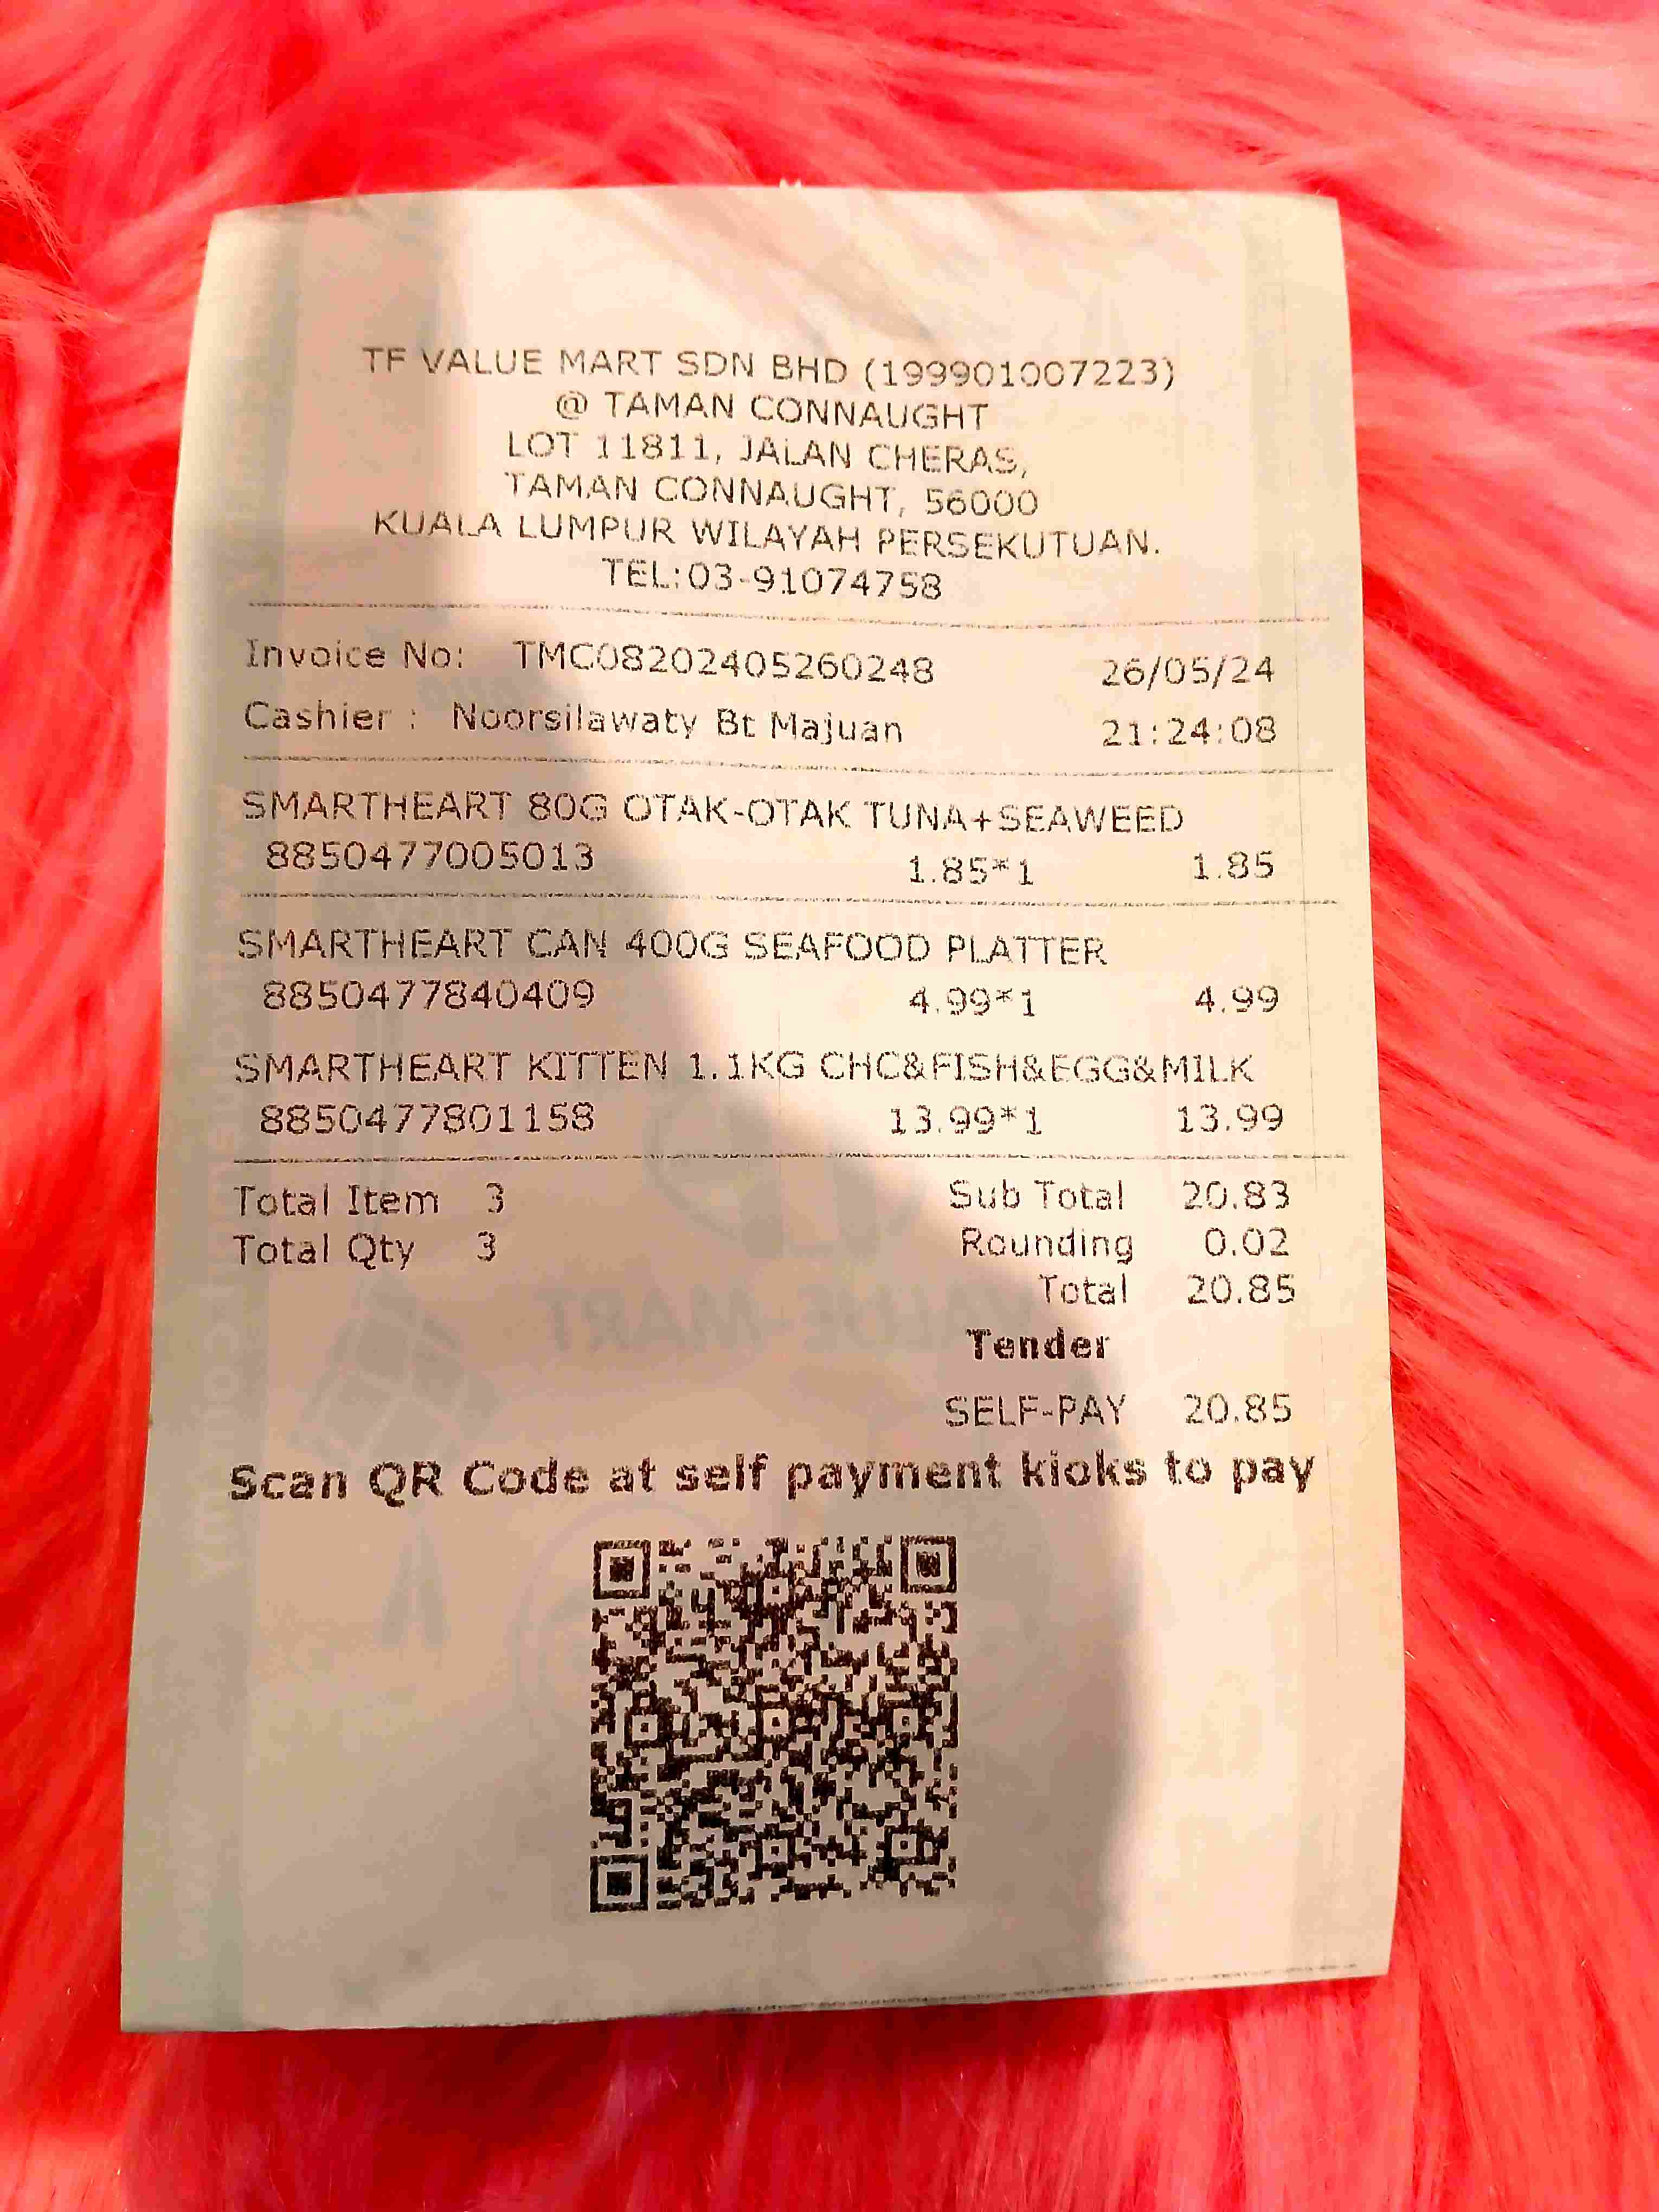 TF VALUE MART SDN BHD (199901007223)
@ TAMAN CONNAUGHT
LOT 11811, JALAN CHERAS,
TAMAN CONNAUGHT, 56000
KUALA LUMPUR WILAYAH PERSEKUTUAN.
TEL:03-91074758
Invoice No: TMC08202405260248 26/05/24
Cashier : Noorsilawaty Bt Majuan 21:24:08
SMARTHEART 80G OTAK-OTAK TUNA+SEAWEED
8850477005013 1.85*1 1.85
SMARTHEART CAN 400G SEAFOOD PLATTER
8850477840409 4.99*1 4.99
SMARTHEART KITTEN 1.1KG CHC&FISH&EGG&MILK
8850477801158 13.99*1 13.99
Total Item 3 Sub Total 20.83
Total Qty 3 Rounding 0.02
Total 20.85
Tender
SELF-PAY 20.85
Scan QR Code at self payment kioks to pay